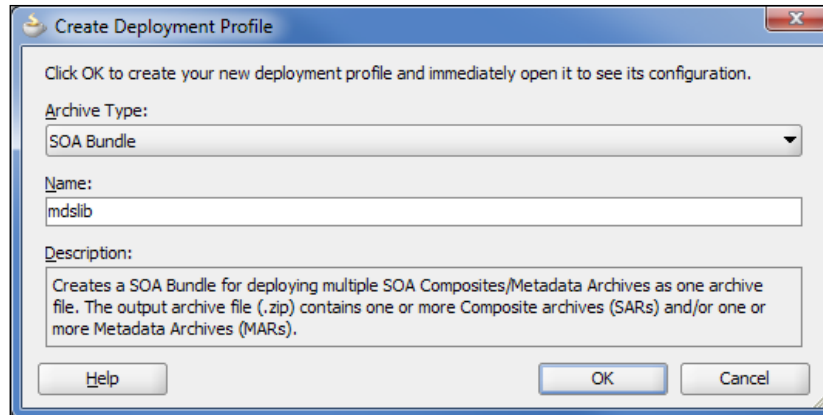 Create Deployment Profile
Click OK to create your new deployment profile and immediately open it to see its configuration.
Archive Type:
SOA Bundle
Name:
mdslib
Description:
Creates a SOA Bundle for deploying multiple SOA Composites/Metadata Archives as one archive
file. The output archive file (.zip) contains one or more Composite archives (SARs) and/or one or
more Metadata Archives (MARs).
Help
OK
Cancel